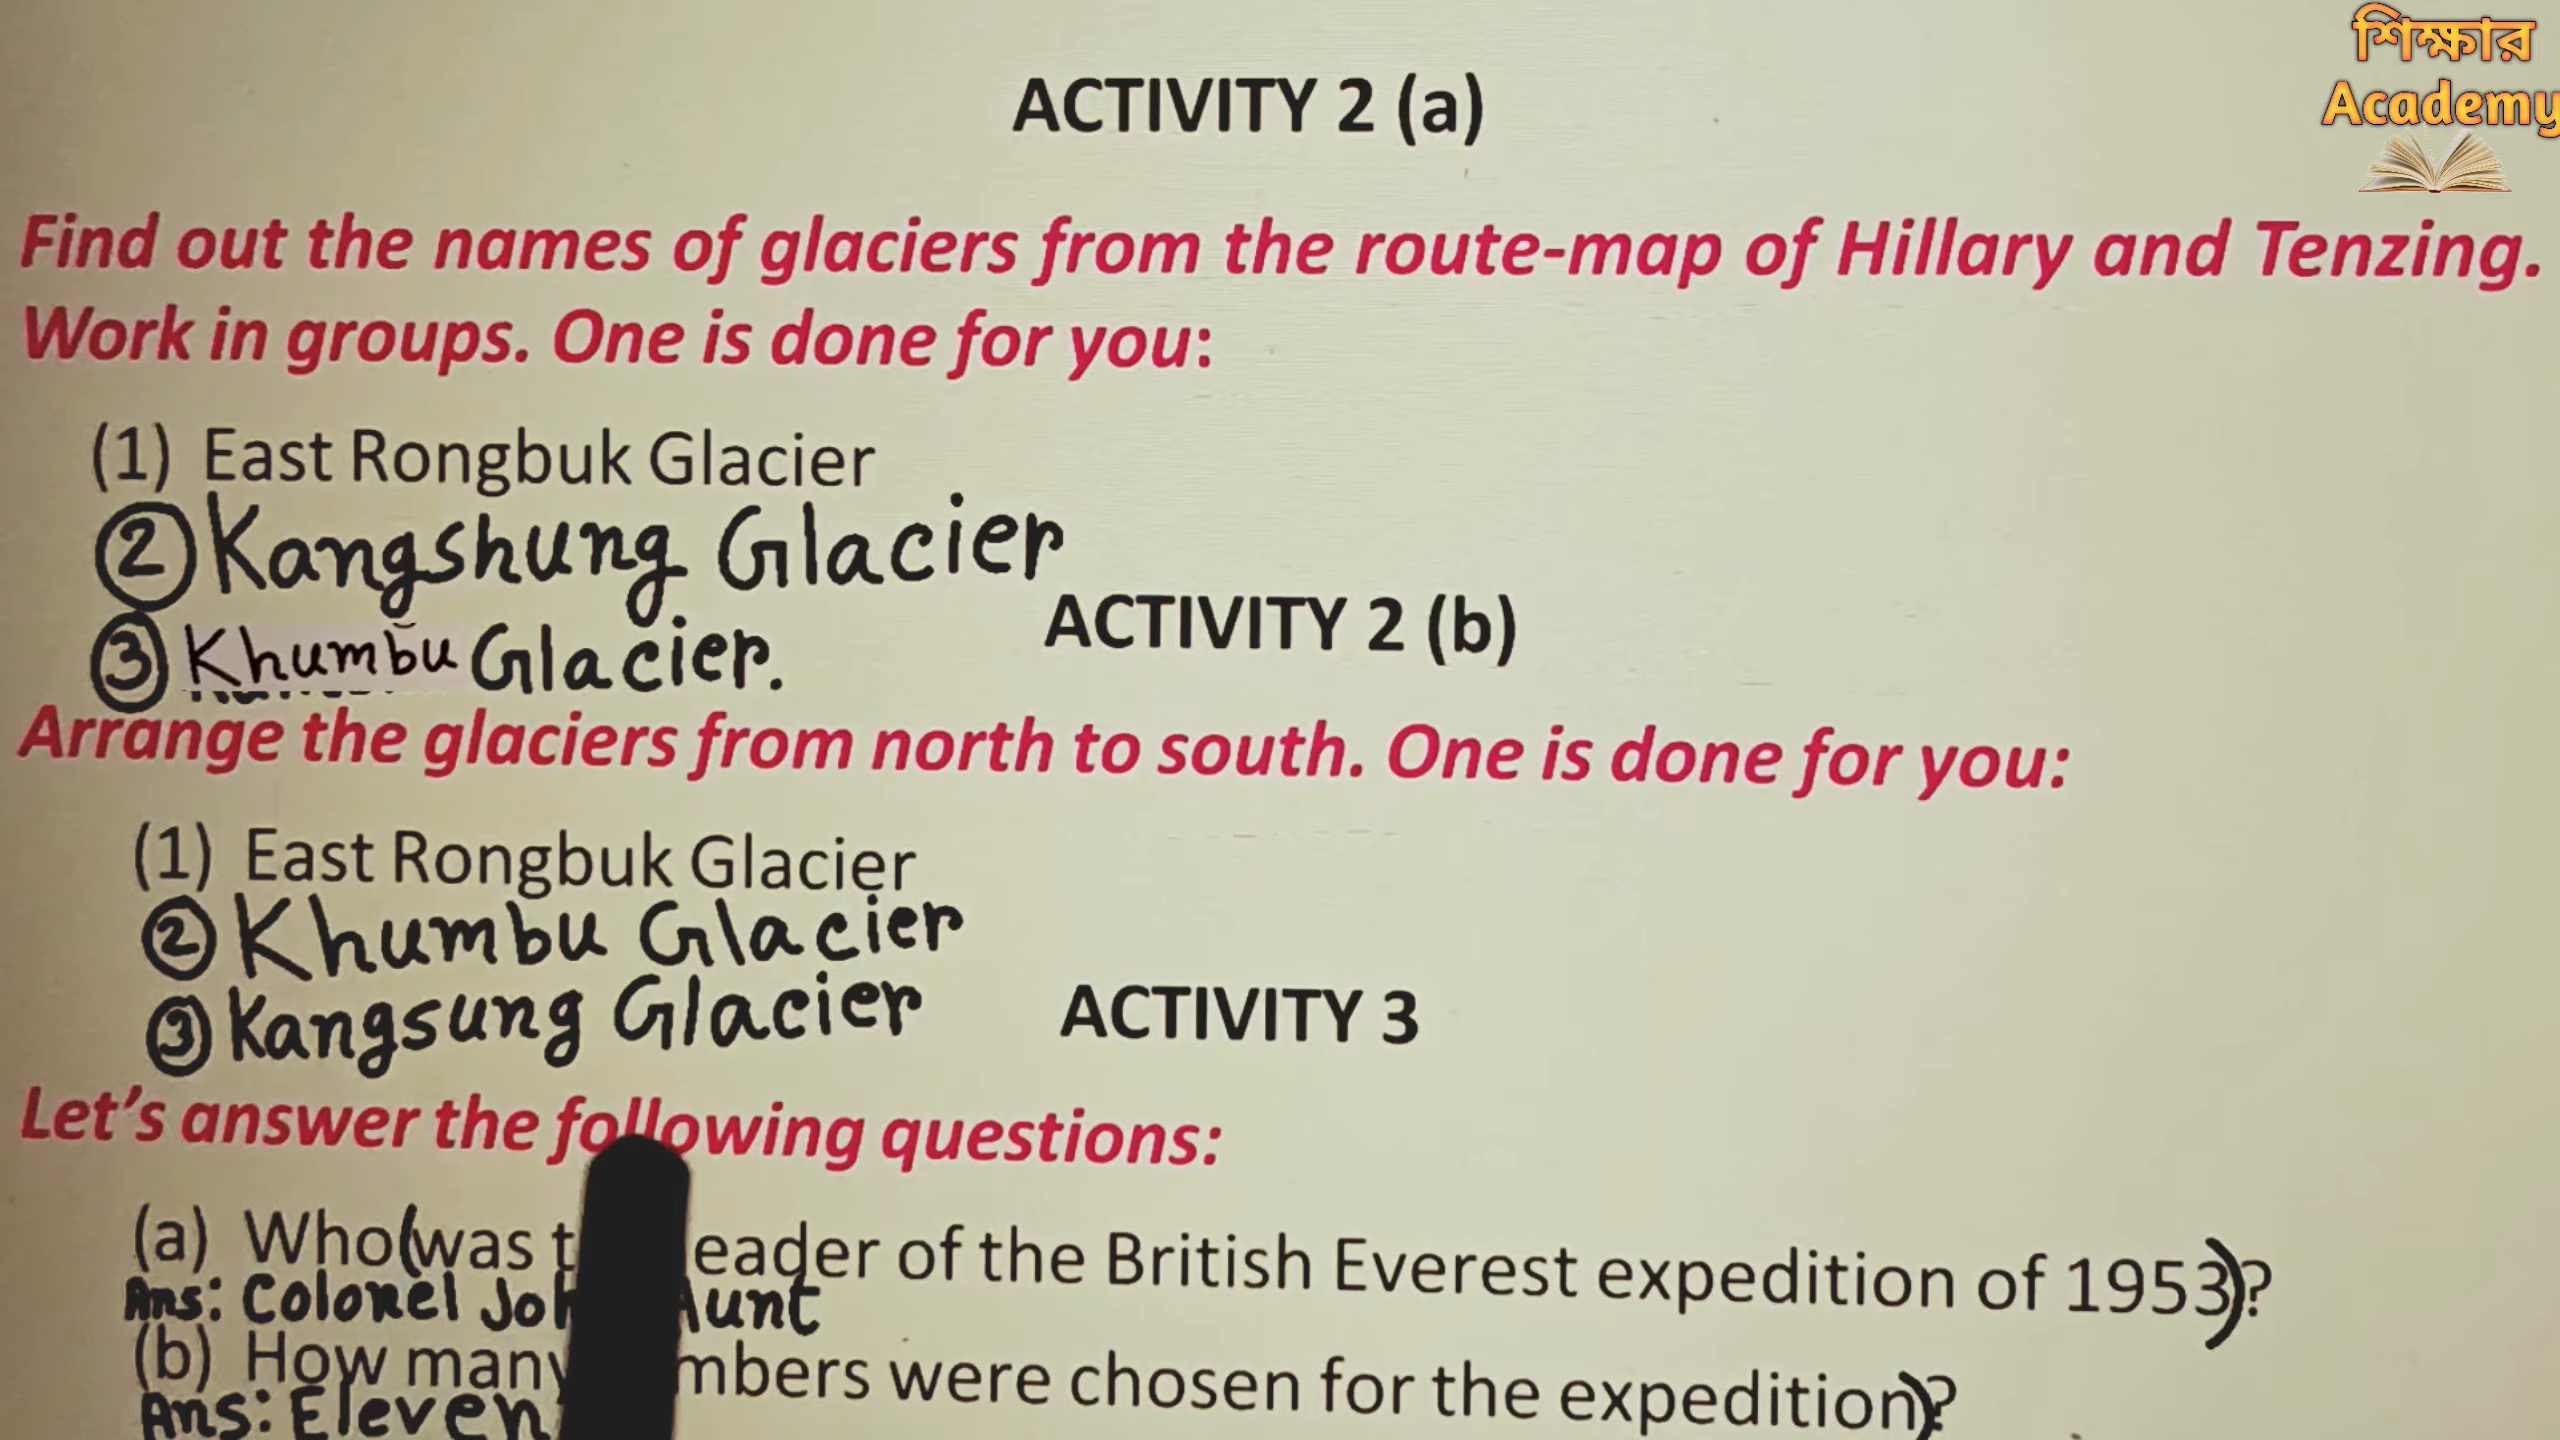 শিক্ষার
Academy
ACTIVITY 2 (a)
Find out the names of glaciers from the route-map of Hillary and Tenzing.
Work in groups. One is done for you:
(1) East Rongbuk Glacier
② Kangshung Glacier
③ Khumbu Glacier.
ACTIVITY 2 (b)
Arrange the glaciers from north to south. One is done for you:
(1) East Rongbuk Glacier
② Khumbu Glacier
③ Kangsung Glacier
ACTIVITY 3
Let's answer the following questions:
(a) Who (was eader of the British Everest expedition of 1953)?
Ans: Colonel Joh unt
(b) How many mbers were chosen for the expedition)?
Ans: Eleven